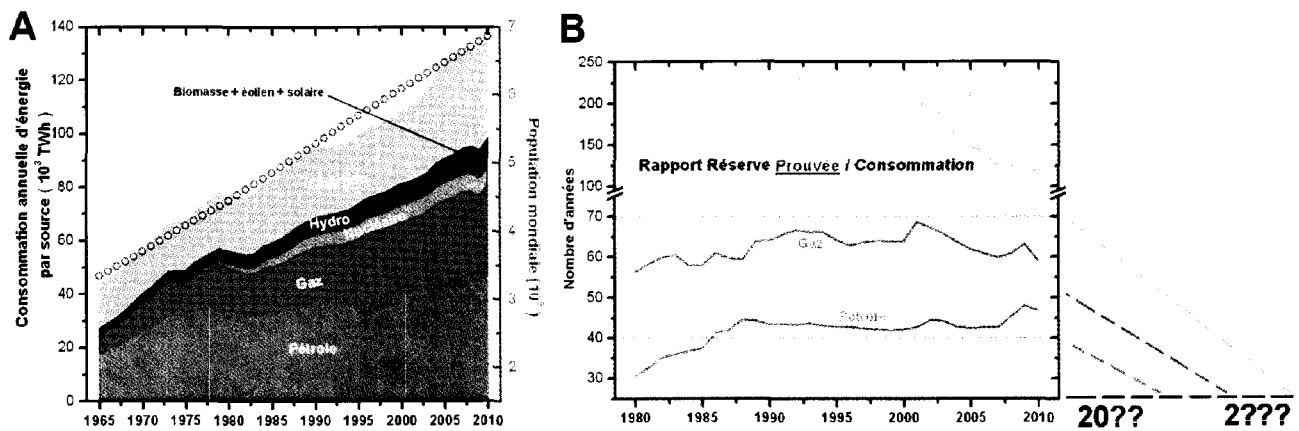 A
Consommation annuelle d'énergie
par source ( 10³ TWh )
140
120
100
80
60
40
20
0
1965 1970 1975 1980 1985 1990 1995 2000 2005 2010
Biomasse + éolien + solaire
Hydro
Gaz
Pétrole
7
6
5
4
3
2
Population mondiale (10⁹)
B
Nombre d'années
250
200
150
100
70
60
50
40
30
Rapport Réserve Prouvée / Consommation
Gaz
Pétrole
1980 1985 1990 1995 2000 2005 2010
20?? 2???